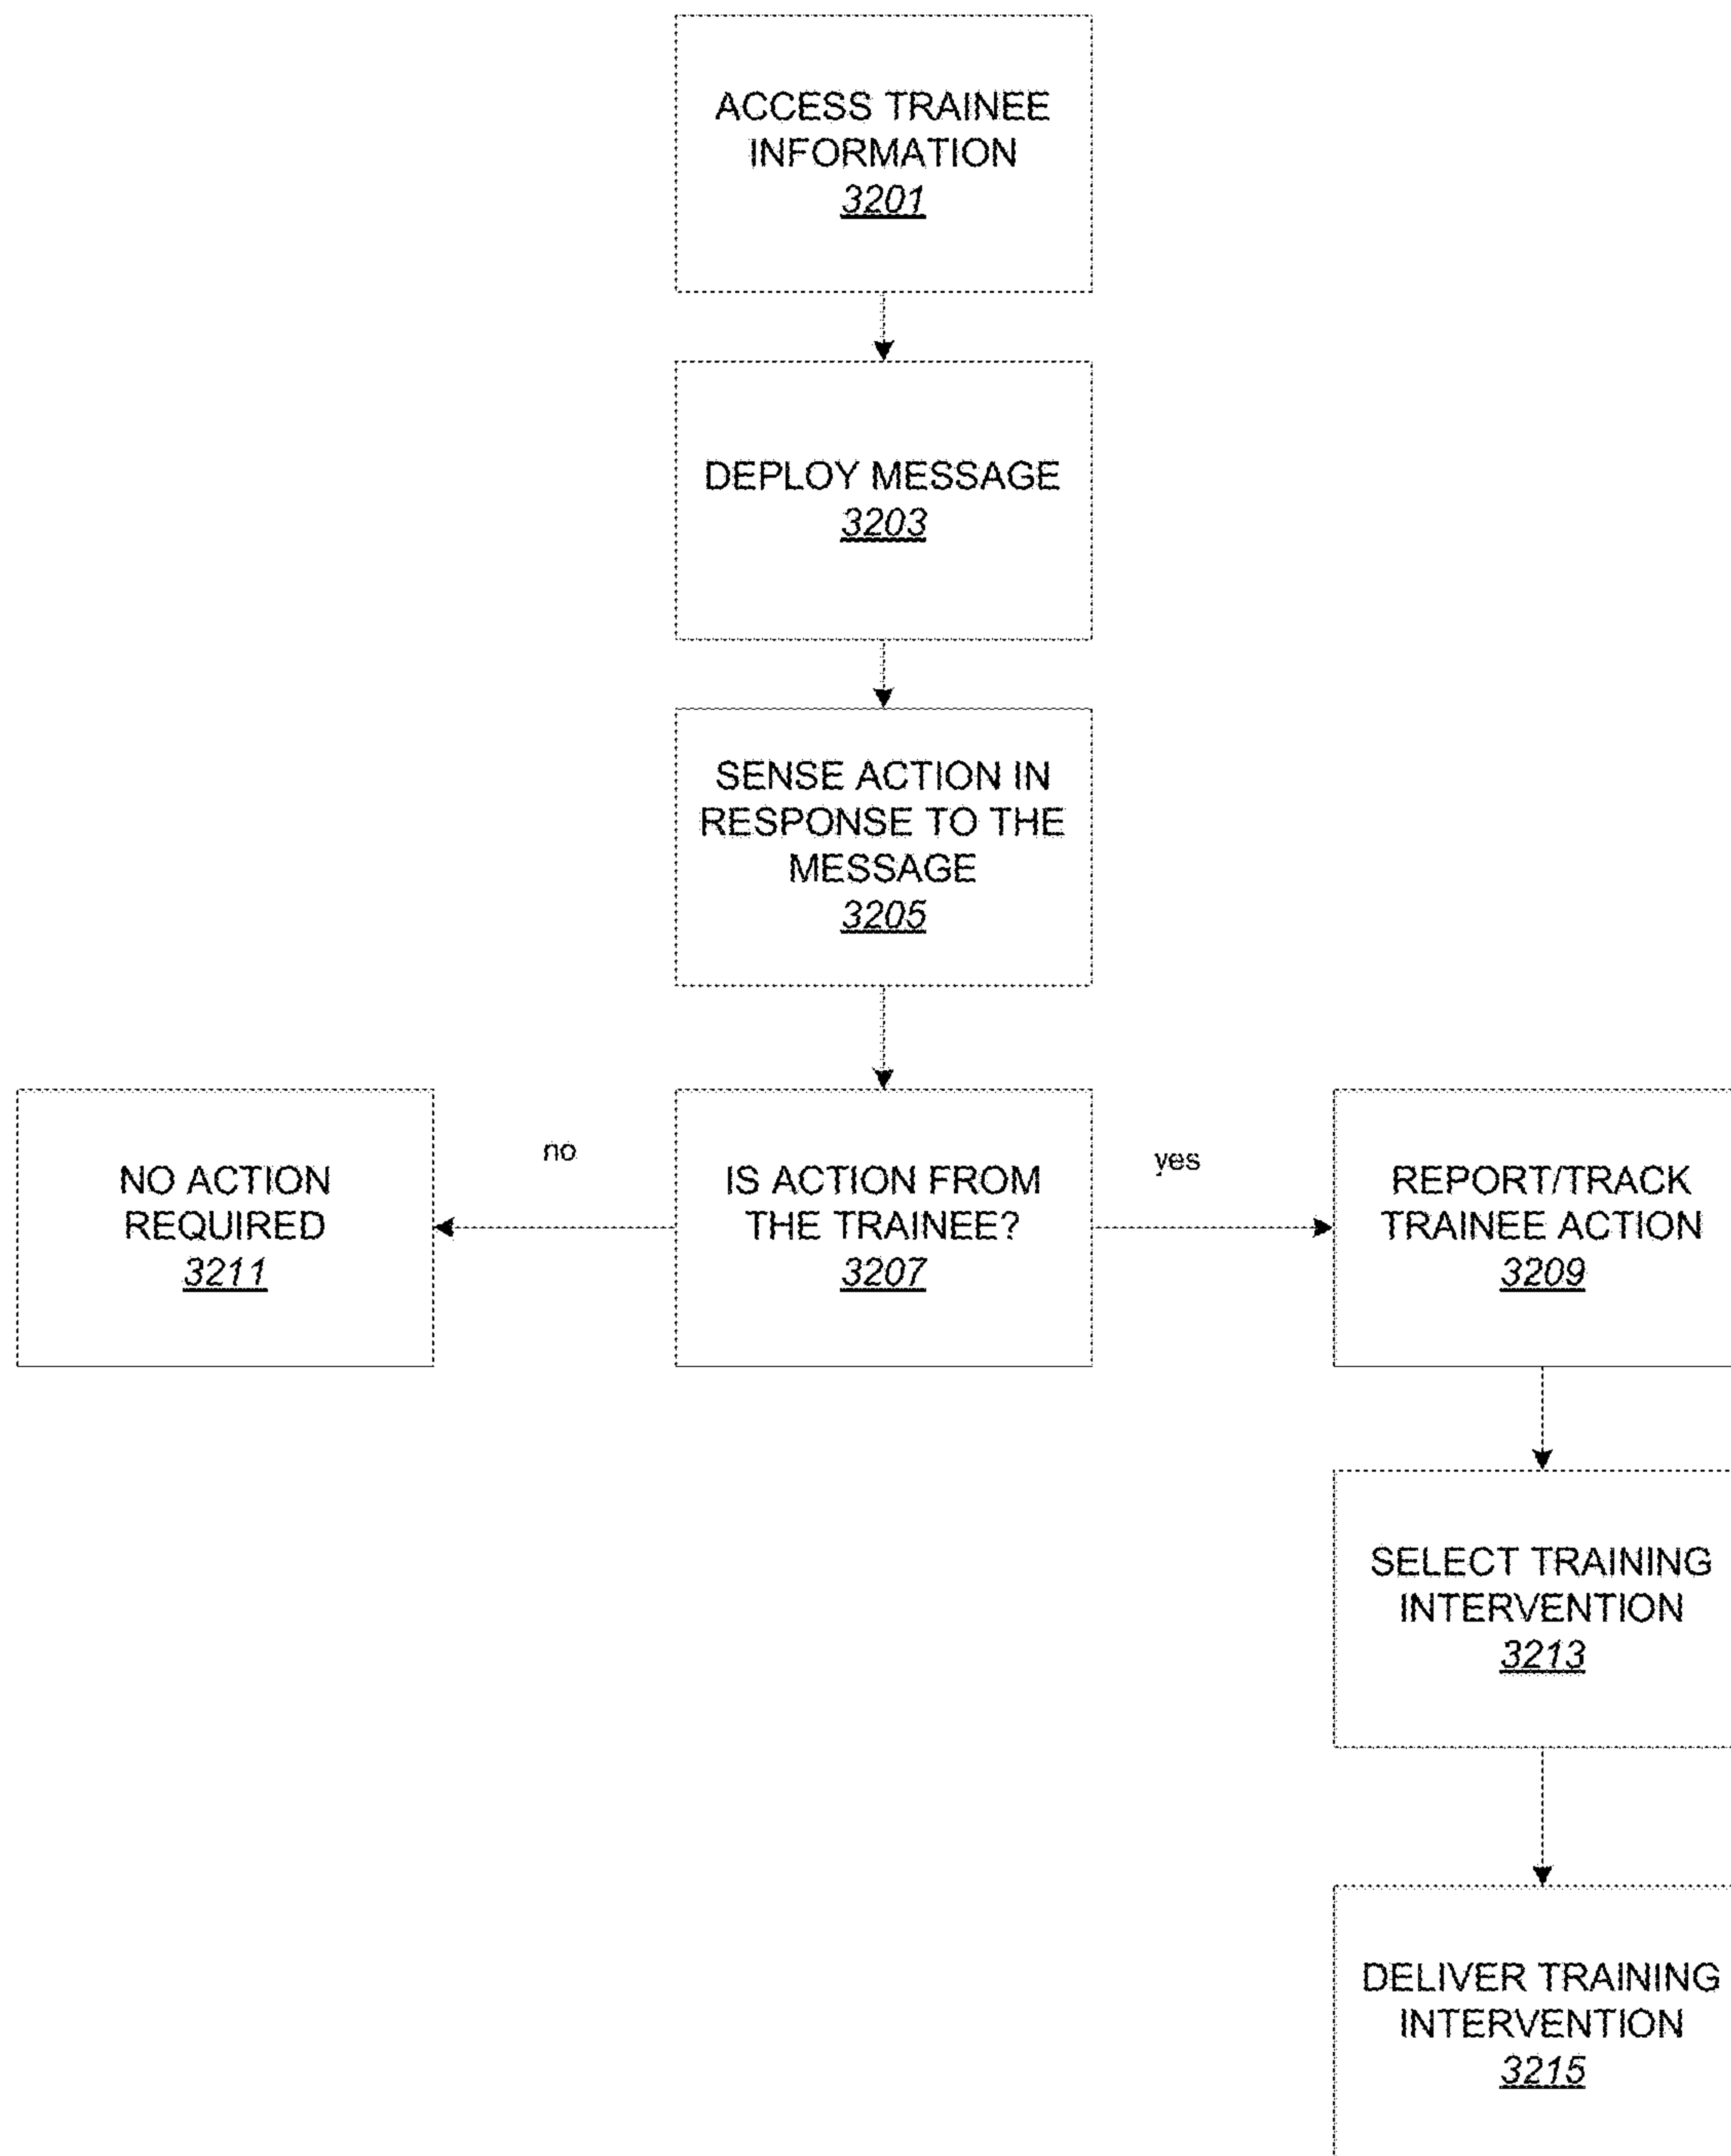 ACCESS TRAINEE
INFORMATION
3201
DEPLOY MESSAGE
3203
SENSE ACTION IN
RESPONSE TO THE
MESSAGE
3205
NO ACTION
REQUIRED
3211
no
IS ACTION FROM
THE TRAINEE?
3207
yes
REPORT/TRACK
TRAINEE ACTION
3209
SELECT TRAINING
INTERVENTION
3213
DELIVER TRAINING
INTERVENTION
3215